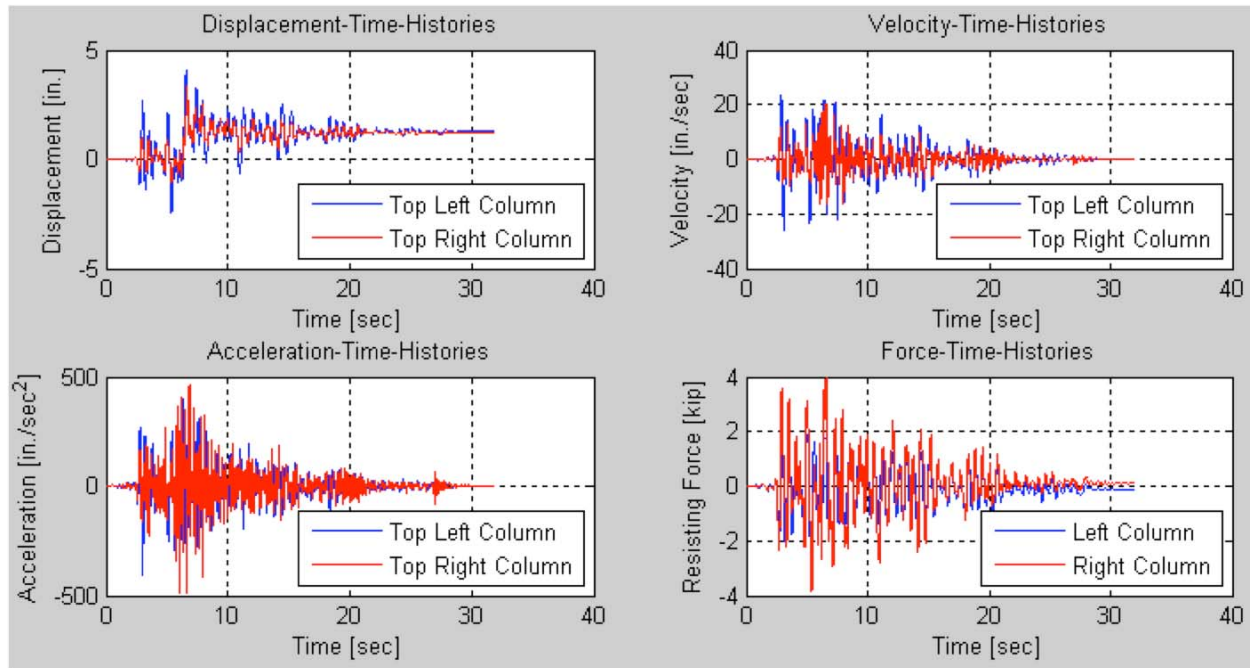 Displacement-Time-Histories
Displacement [in.]
5
0
-5
0
10
20
30
40
Time [sec]
Top Left Column
Top Right Column
Velocity-Time-Histories
Velocity [in./sec]
40
20
0
-20
-40
0
10
20
30
40
Time [sec]
Top Left Column
Top Right Column
Acceleration-Time-Histories
Acceleration [in./sec²]
500
0
-500
0
10
20
30
40
Time [sec]
Top Left Column
Top Right Column
Force-Time-Histories
Resisting Force [kip]
4
2
0
-2
-4
0
10
20
30
40
Time [sec]
Left Column
Right Column